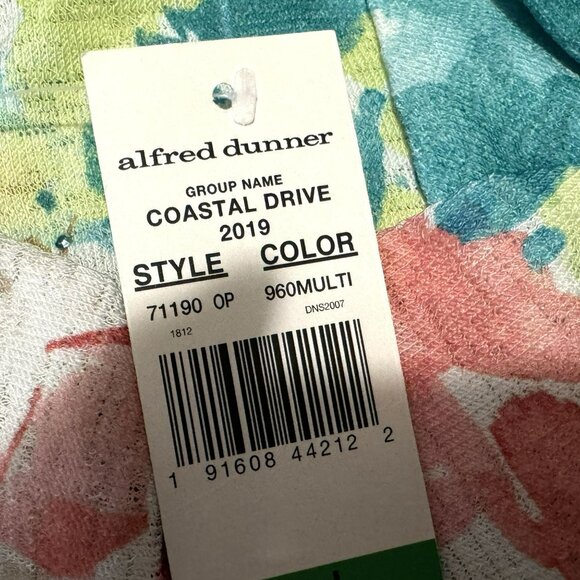 alfred dunner
GROUP NAME
COASTAL DRIVE
2019
STYLE COLOR
71190 OP 960MULTI
1812 DNS2007
1 91608 44212 2